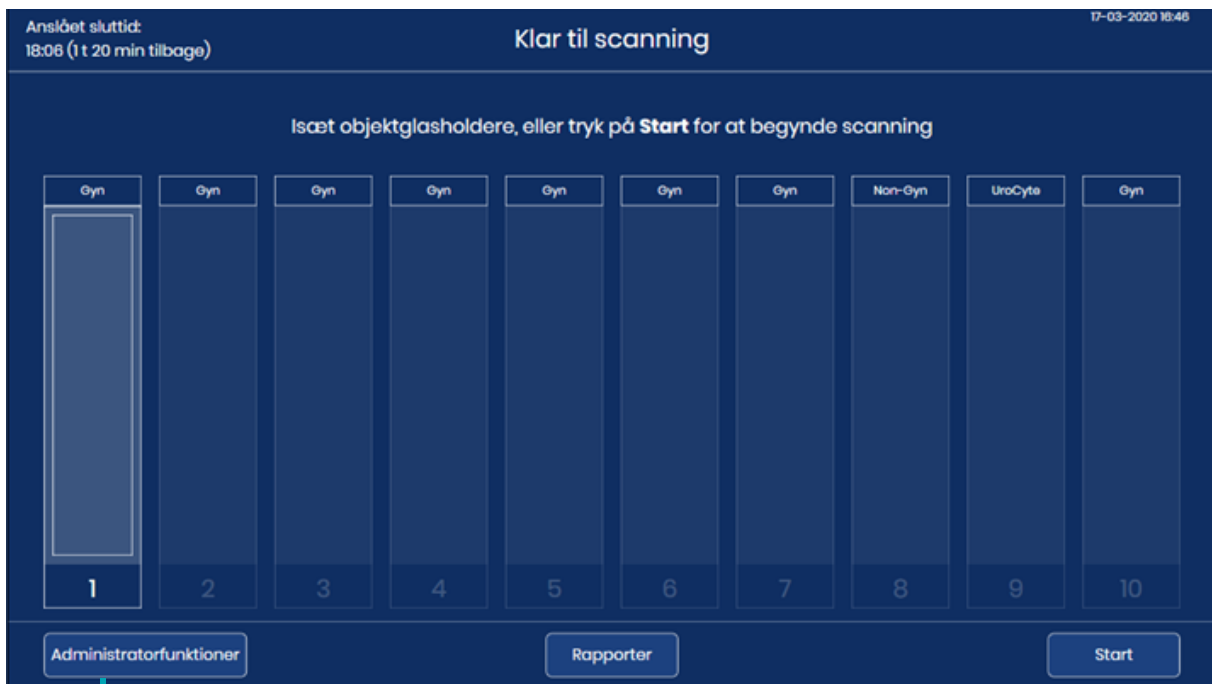 Anslået sluttid:
18:06 (1 t 20 min tilbage)
Klar til scanning
17-03-2020 16:46
Isæt objektglasholdere, eller tryk på Start for at begynde scanning
Gyn Gyn Gyn Gyn Gyn Gyn Gyn Non-Gyn UroCyte Gyn
1 2 3 4 5 6 7 8 9 10
Administratorfunktioner Rapporter Start